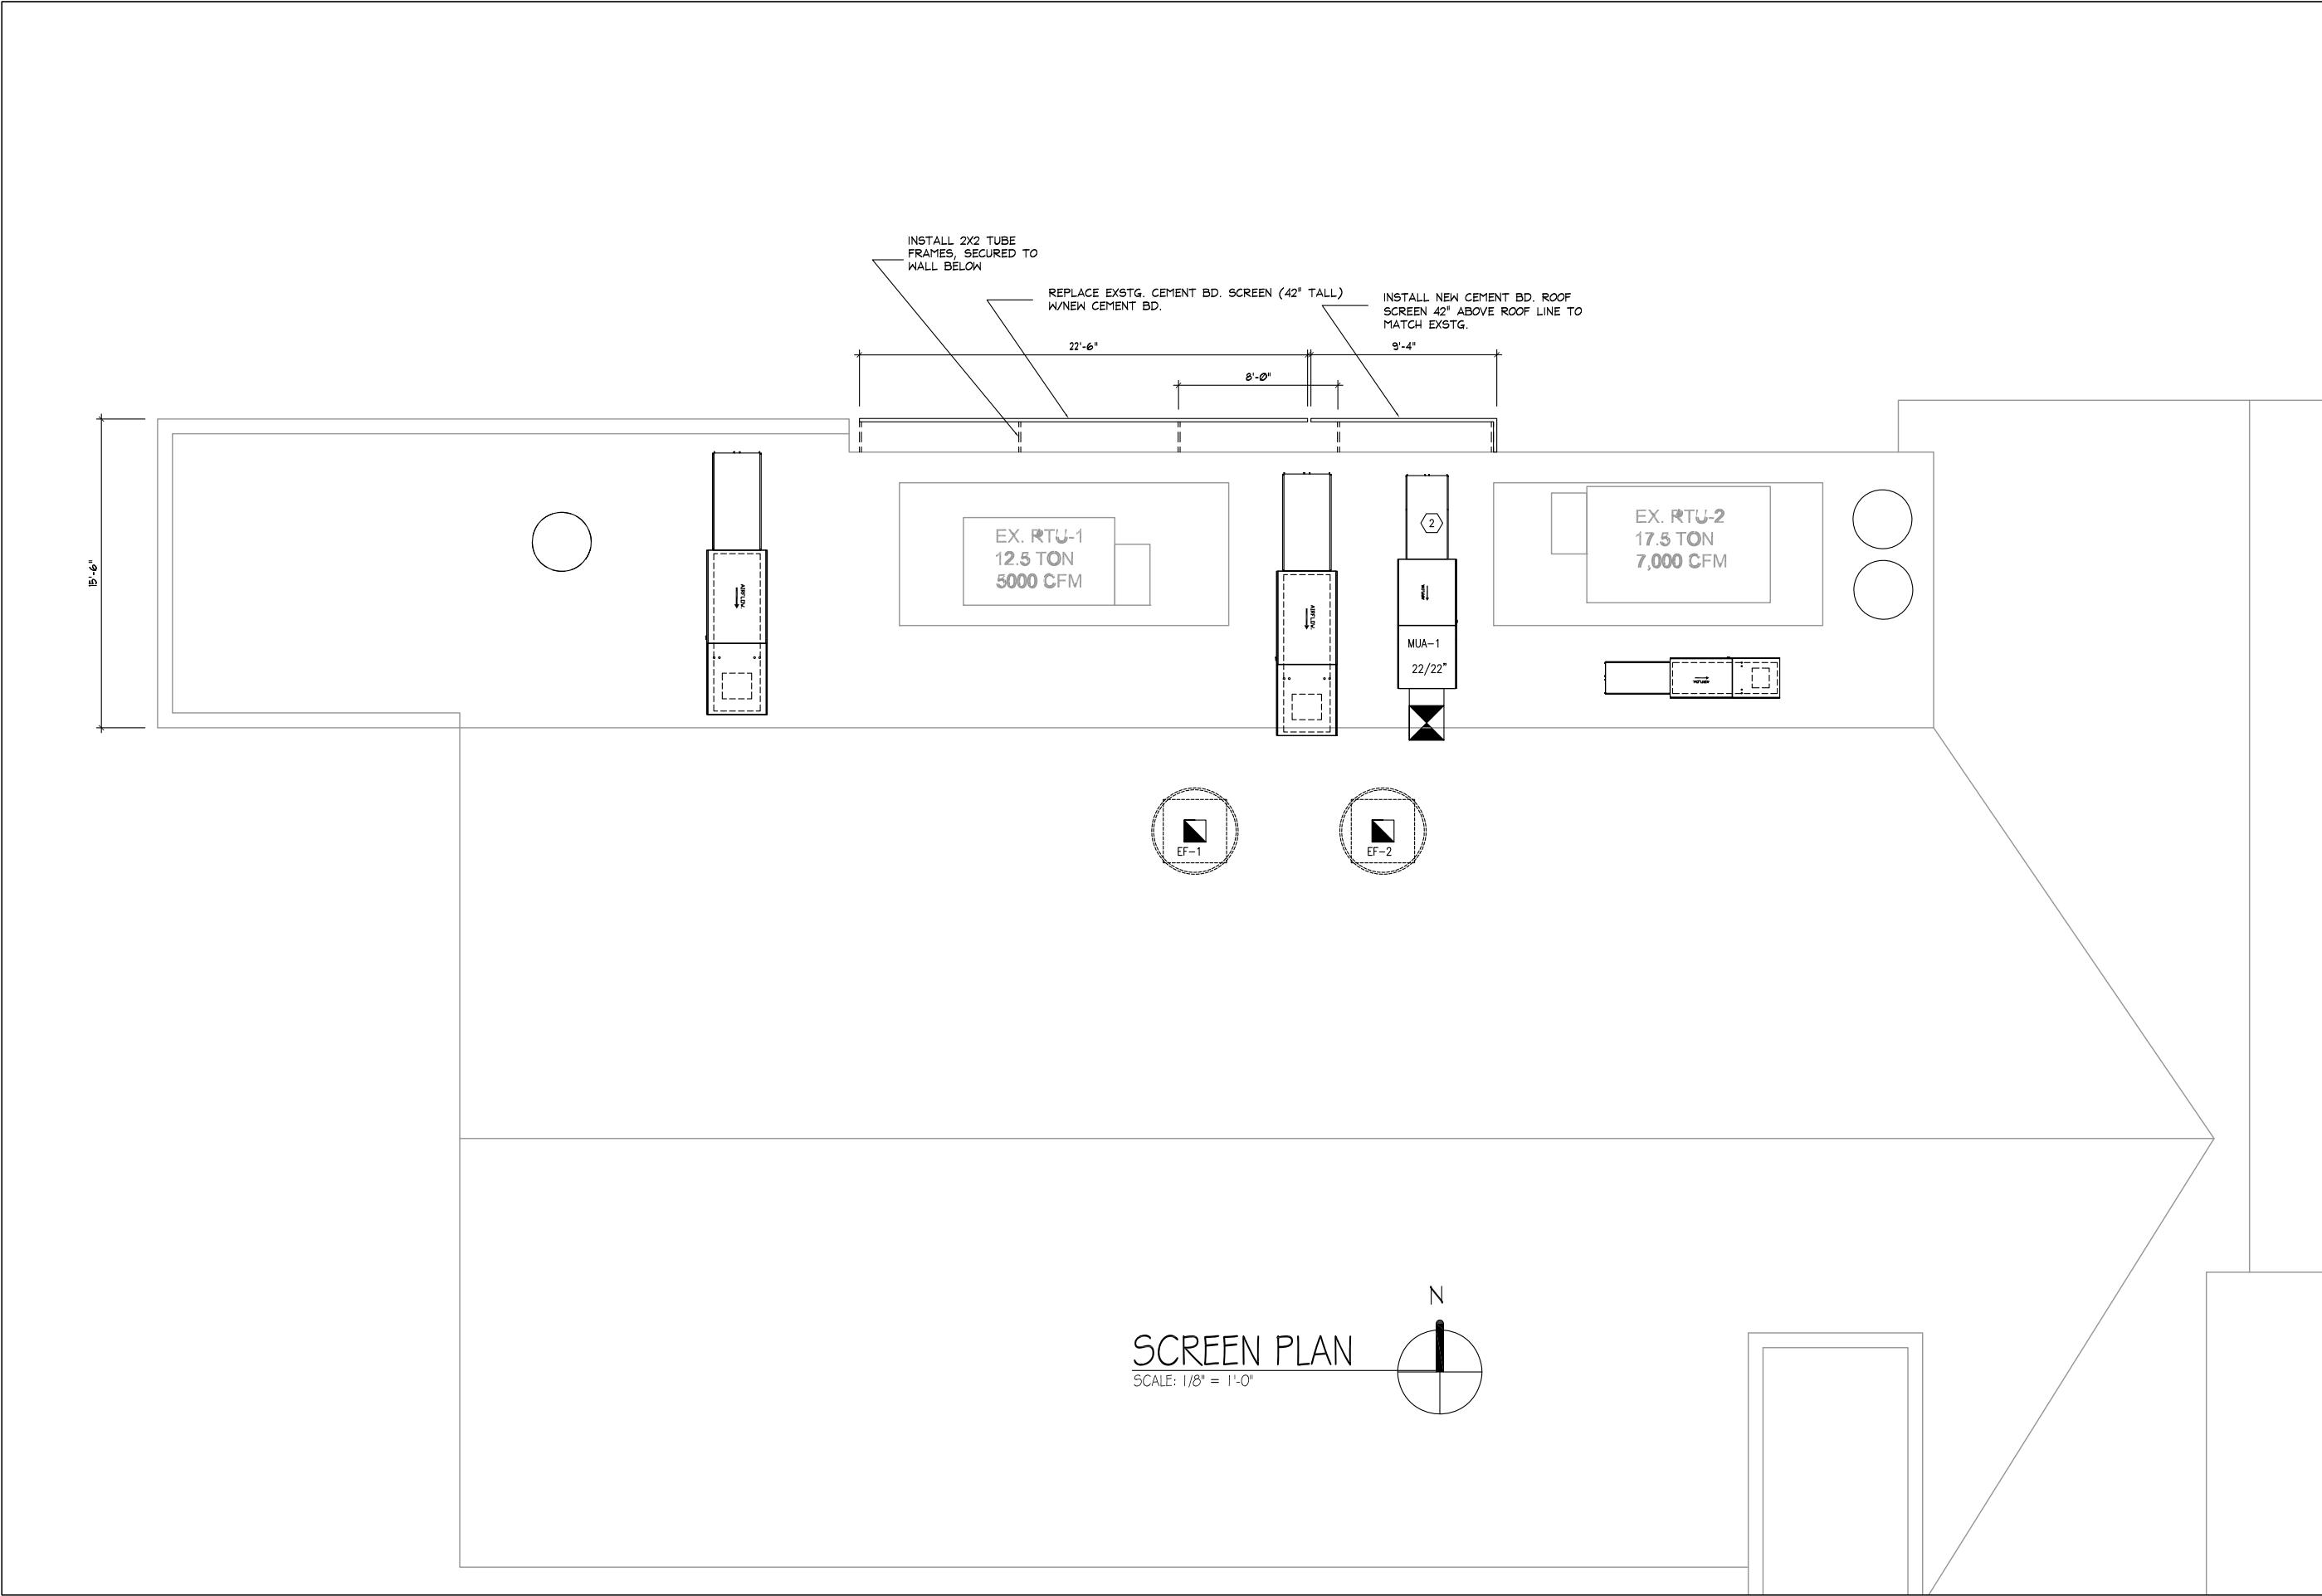 INSTALL 2X2 TUBE
FRAMES, SECURED TO
WALL BELOW
REPLACE EXSTG. CEMENT BD. SCREEN (42" TALL)
W/NEW CEMENT BD.
INSTALL NEW CEMENT BD. ROOF
SCREEN 42" ABOVE ROOF LINE TO
MATCH EXSTG.
22'-6"
9'-4"
8'-0"
15'-6"
EX. RTU-1
12.5 TON
5000 CFM
2
EX. RTU-2
17.5 TON
7,000 CFM
AIRFLOW.
AIRFLOW.
MUA-1
22/22"
EF-1
EF-2
N
SCREEN PLAN
SCALE: 1/8" = 1'-0"